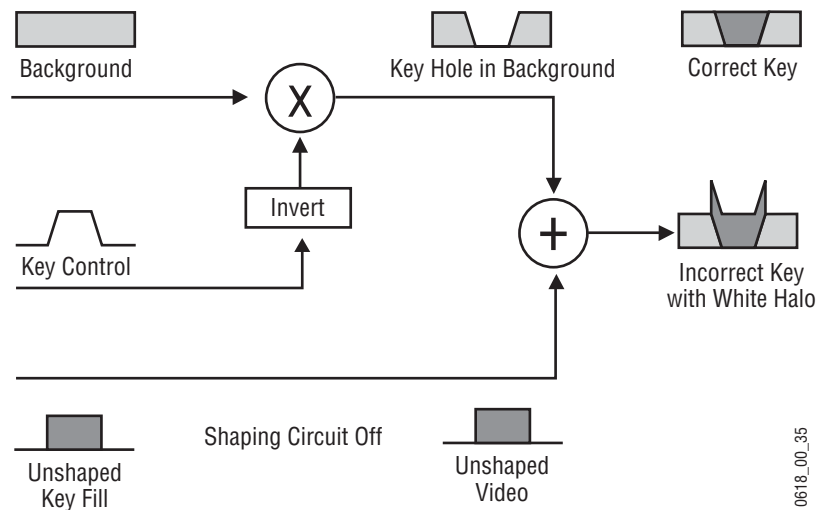 Background
Key Hole in Background
Correct Key
X
Invert
Key Control
+
Incorrect Key
with White Halo
Shaping Circuit Off
Unshaped
Key Fill
Unshaped
Video
0618_00_35